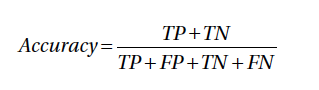 Accuracy = TP + TN / TP + FP + TN + FN